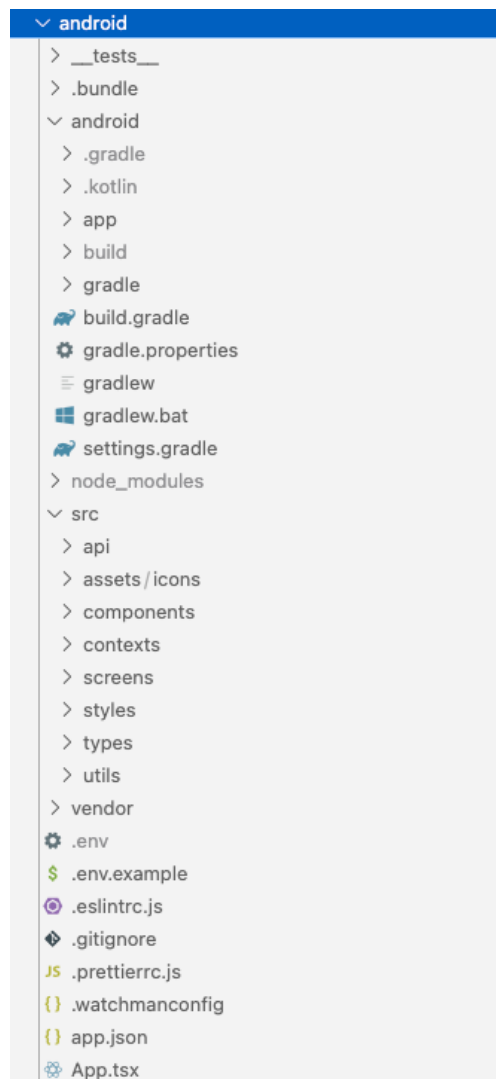 android
__tests__
.bundle
android
.gradle
.kotlin
app
build
gradle
build.gradle
gradle.properties
gradlew
gradlew.bat
settings.gradle
node_modules
src
api
assets/icons
components
contexts
screens
styles
types
utils
vendor
.env
$ .env.example
.eslintrc.js
.gitignore
JS .prettierrc.js
{} .watchmanconfig
{} app.json
App.tsx